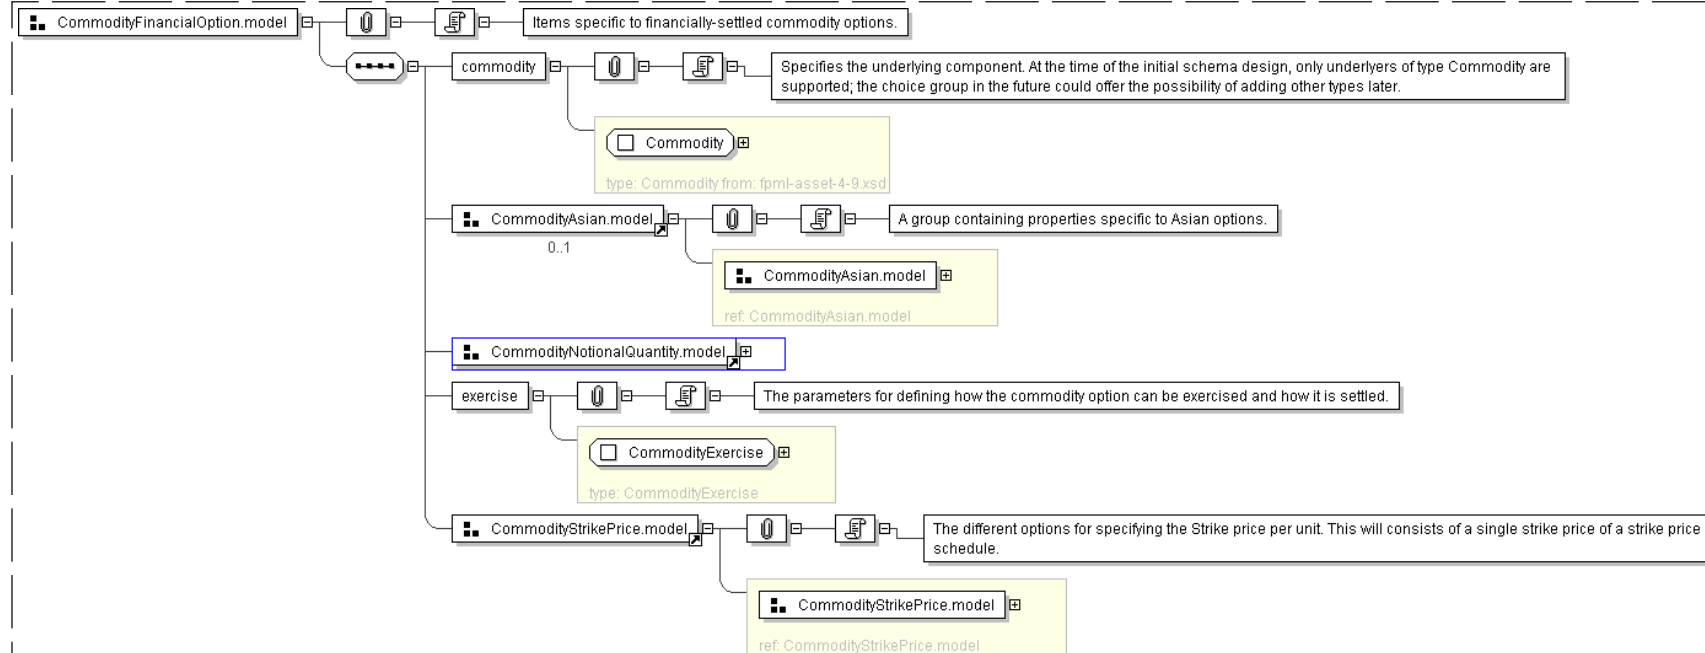 CommodityFinancialOption.model
Items specific to financially-settled commodity options.
commodity
Specifies the underlying component. At the time of the initial schema design, only underlyers of type Commodity are
supported; the choice group in the future could offer the possibility of adding other types later.
Commodity
type: Commodity from: fpml-asset-4-9.xsd
CommodityAsian.model
A group containing properties specific to Asian options.
0..1
CommodityAsian.model
ref: CommodityAsian.model
CommodityNotionalQuantity.model
exercise
The parameters for defining how the commodity option can be exercised and how it is settled.
CommodityExercise
type: CommodityExercise
CommodityStrikePrice.model
The different options for specifying the Strike price per unit. This will consists of a single strike price of a strike price
schedule.
CommodityStrikePrice.model
ref: CommodityStrikePrice.model